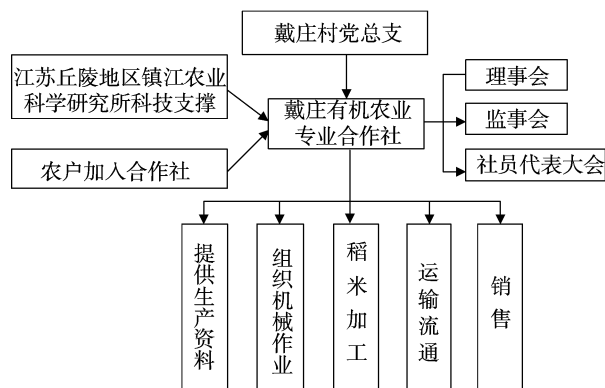 戴庄村党总支
江苏丘陵地区镇江农业
科学研究所科技支撑
农户加入合作社
戴庄有机农业
专业合作社
理事会
监事会
社员代表大会
提供生产资料
组织机械作业
稻米加工
运输流通
销售